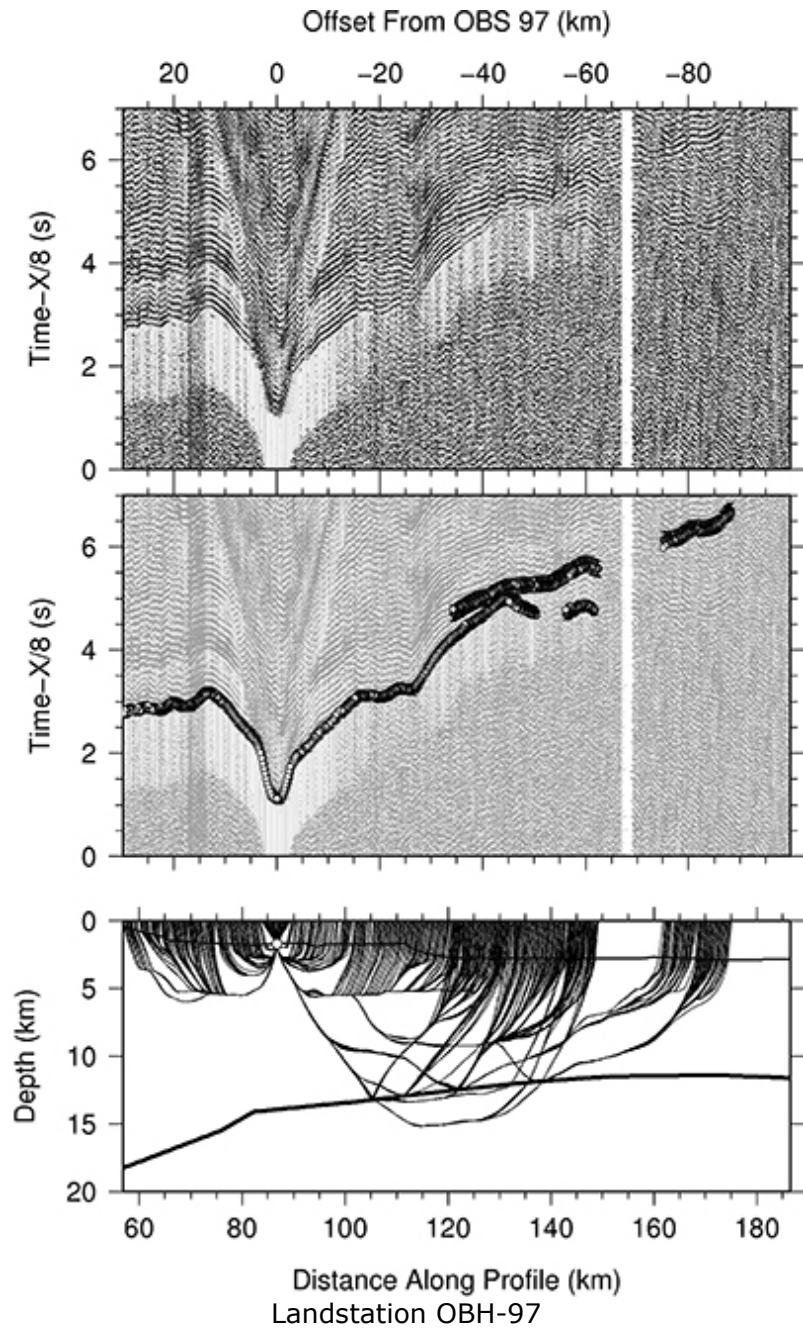 Offset From OBS 97 (km)
20 0 −20 −40 −60 −80
6
4
2
0
Time−X/8 (s)
6
4
2
0
Time−X/8 (s)
0
5
10
15
20
Depth (km)
60 80 100 120 140 160 180
Distance Along Profile (km)
Landstation OBH-97